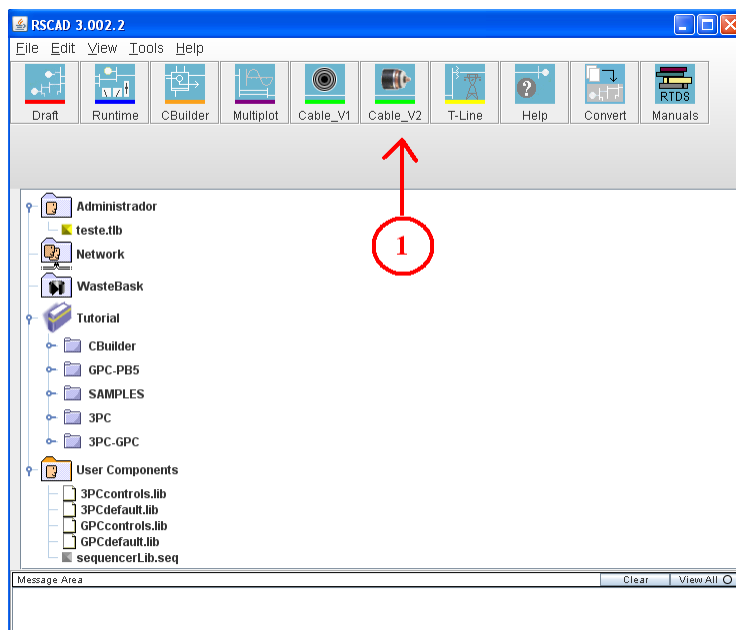 RSCAD 3.002.2
File Edit View Tools Help
RTDS
Draft Runtime CBuilder Multiplot Cable_V1 Cable_V2 T-Line Help Convert Manuals
1
Administrador
teste.tlb
Network
WasteBask
Tutorial
CBuilder
GPC-PB5
SAMPLES
3PC
3PC-GPC
User Components
3PCcontrols.lib
3PCdefault.lib
GPCcontrols.lib
GPCdefault.lib
sequencerLib.seq
Message Area Clear View All